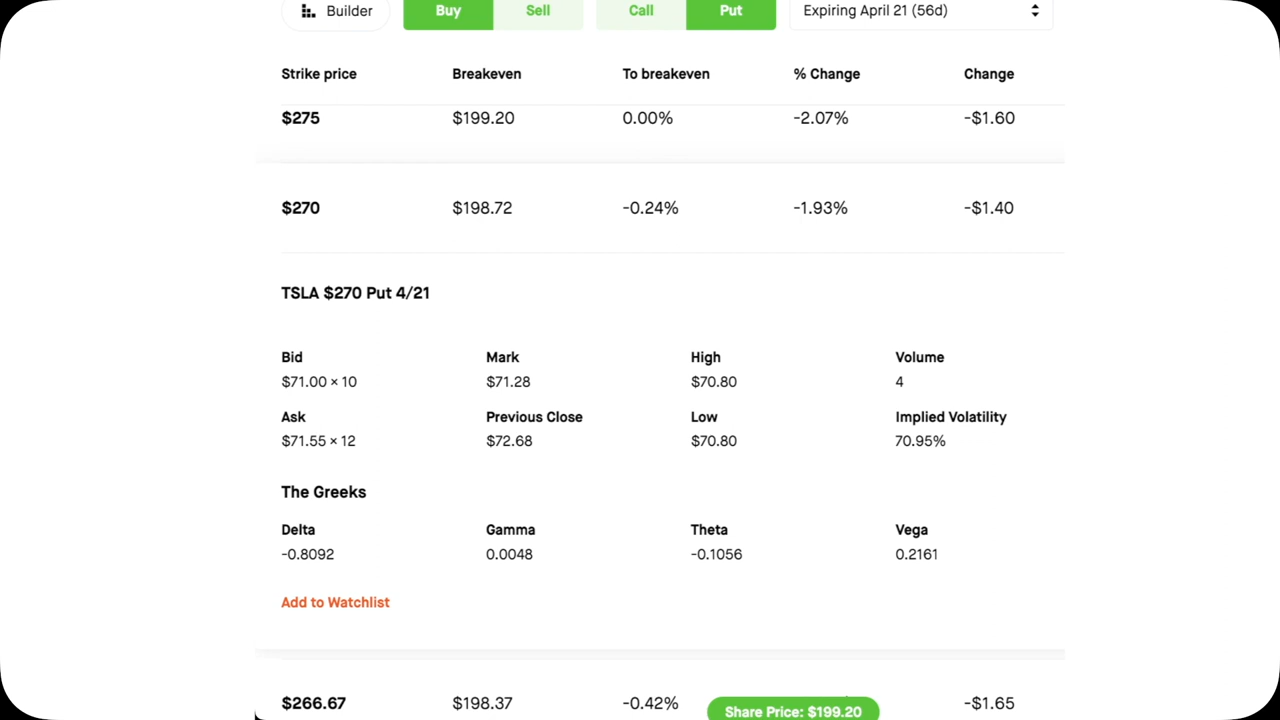 Builder Buy Sell Call Put Expiring April 21 (56d)
Strike price Breakeven To breakeven % Change Change
$275 $199.20 0.00% -2.07% -$1.60
$270 $198.72 -0.24% -1.93% -$1.40
TSLA $270 Put 4/21
Bid Mark High Volume
$71.00 × 10 $71.28 $70.80 4
Ask Previous Close Low Implied Volatility
$71.55 × 12 $72.68 $70.80 70.95%
The Greeks
Delta Gamma Theta Vega
-0.8092 0.0048 -0.1056 0.2161
Add to Watchlist
$266.67 $198.37 -0.42% -$1.65
Share Price: $199.20